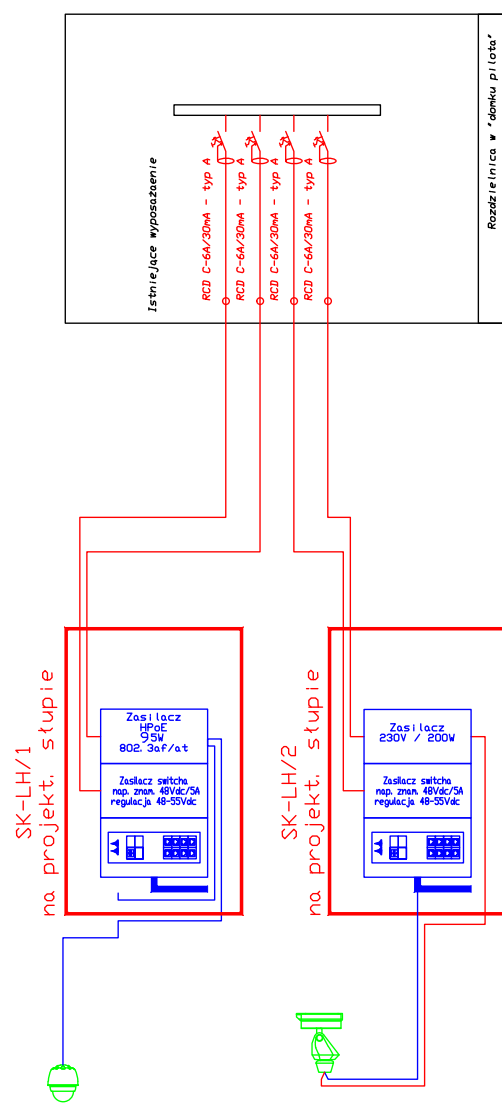 Rozdzielnica w "domku pilota"
Istniejące wyposażaenie
RCD C-6A/30mA - typ A
RCD C-6A/30mA - typ A
RCD C-6A/30mA - typ A
RCD C-6A/30mA - typ A
SK-LH/1
na projekt. słupie
Zasilacz
HPoE
95W
802.3af/at
Zasilacz switcha
nap. znam. 48Vdc/5A
regulacja 48-55Vdc
SK-LH/2
na projekt. słupie
Zasilacz
230V / 200W
Zasilacz switcha
nap. znam. 48Vdc/5A
regulacja 48-55Vdc